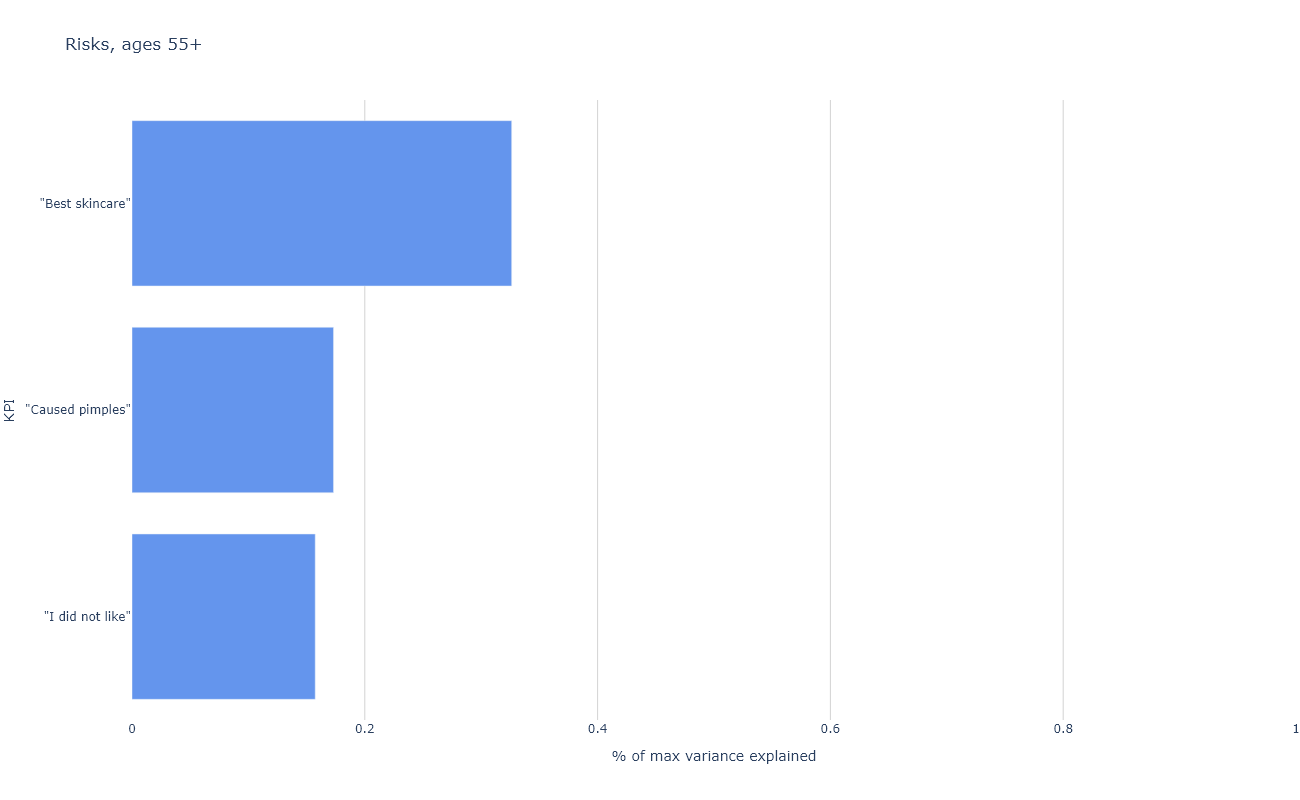 Risks, ages 55+
"Best skincare"
"Caused pimples"
"I did not like"
KPI
0 0.2 0.4 0.6 0.8 1
% of max variance explained